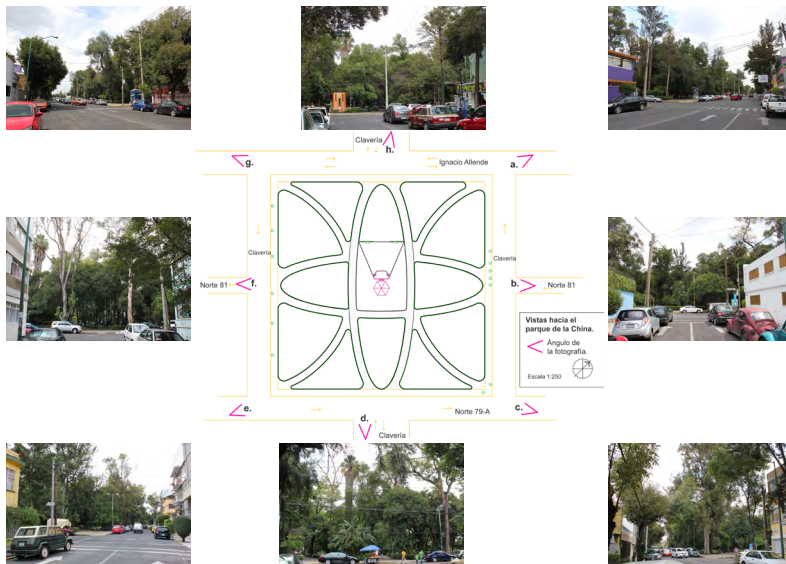 Clavería
h.
g.
Ignacio Allende
a.
Clavería
Clavería
Norte 81
f.
b.
Norte 81
Vistas hacia el
parque de la China.
Ángulo de
la fotografía.
Escala 1:250
e.
d.
c.
Norte 79-A
Clavería